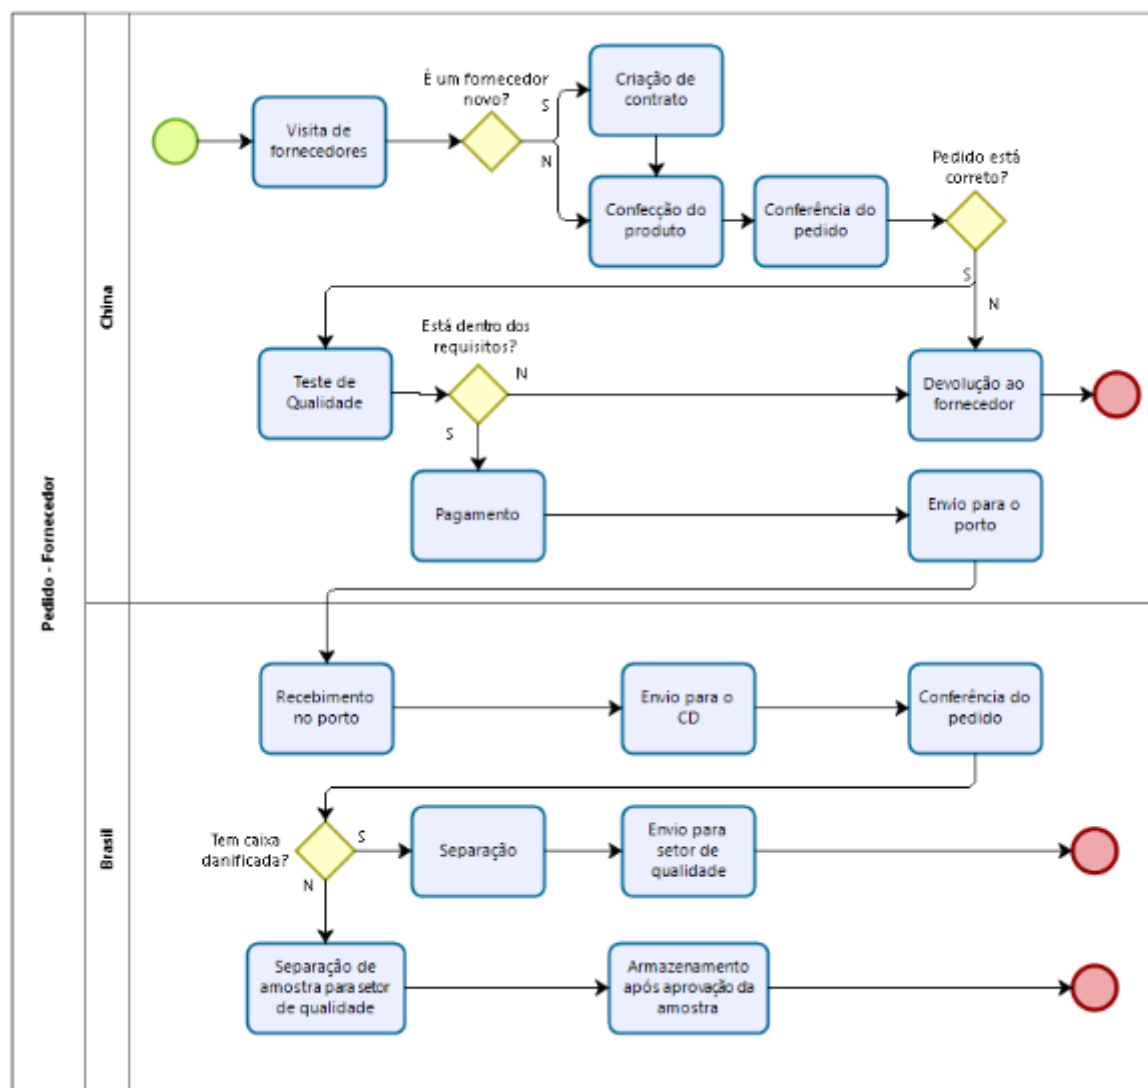 Pedido - Fornecedor
China
Visita de
fornecedores
É um fornecedor
novo?
S
N
Criação de
contrato
Confecção do
produto
Conferência do
pedido
Pedido está
correto?
S
N
Teste de
Qualidade
Está dentro dos
requisitos?
N
S
Devolução ao
fornecedor
Pagamento
Envio para o
porto
Brasil
Recebimento
no porto
Envio para o
CD
Conferência do
pedido
Tem caixa
danificada?
S
N
Separação
Envio para
setor de
qualidade
Separação de
amostra para setor
de qualidade
Armazenamento
após aprovação da
amostra